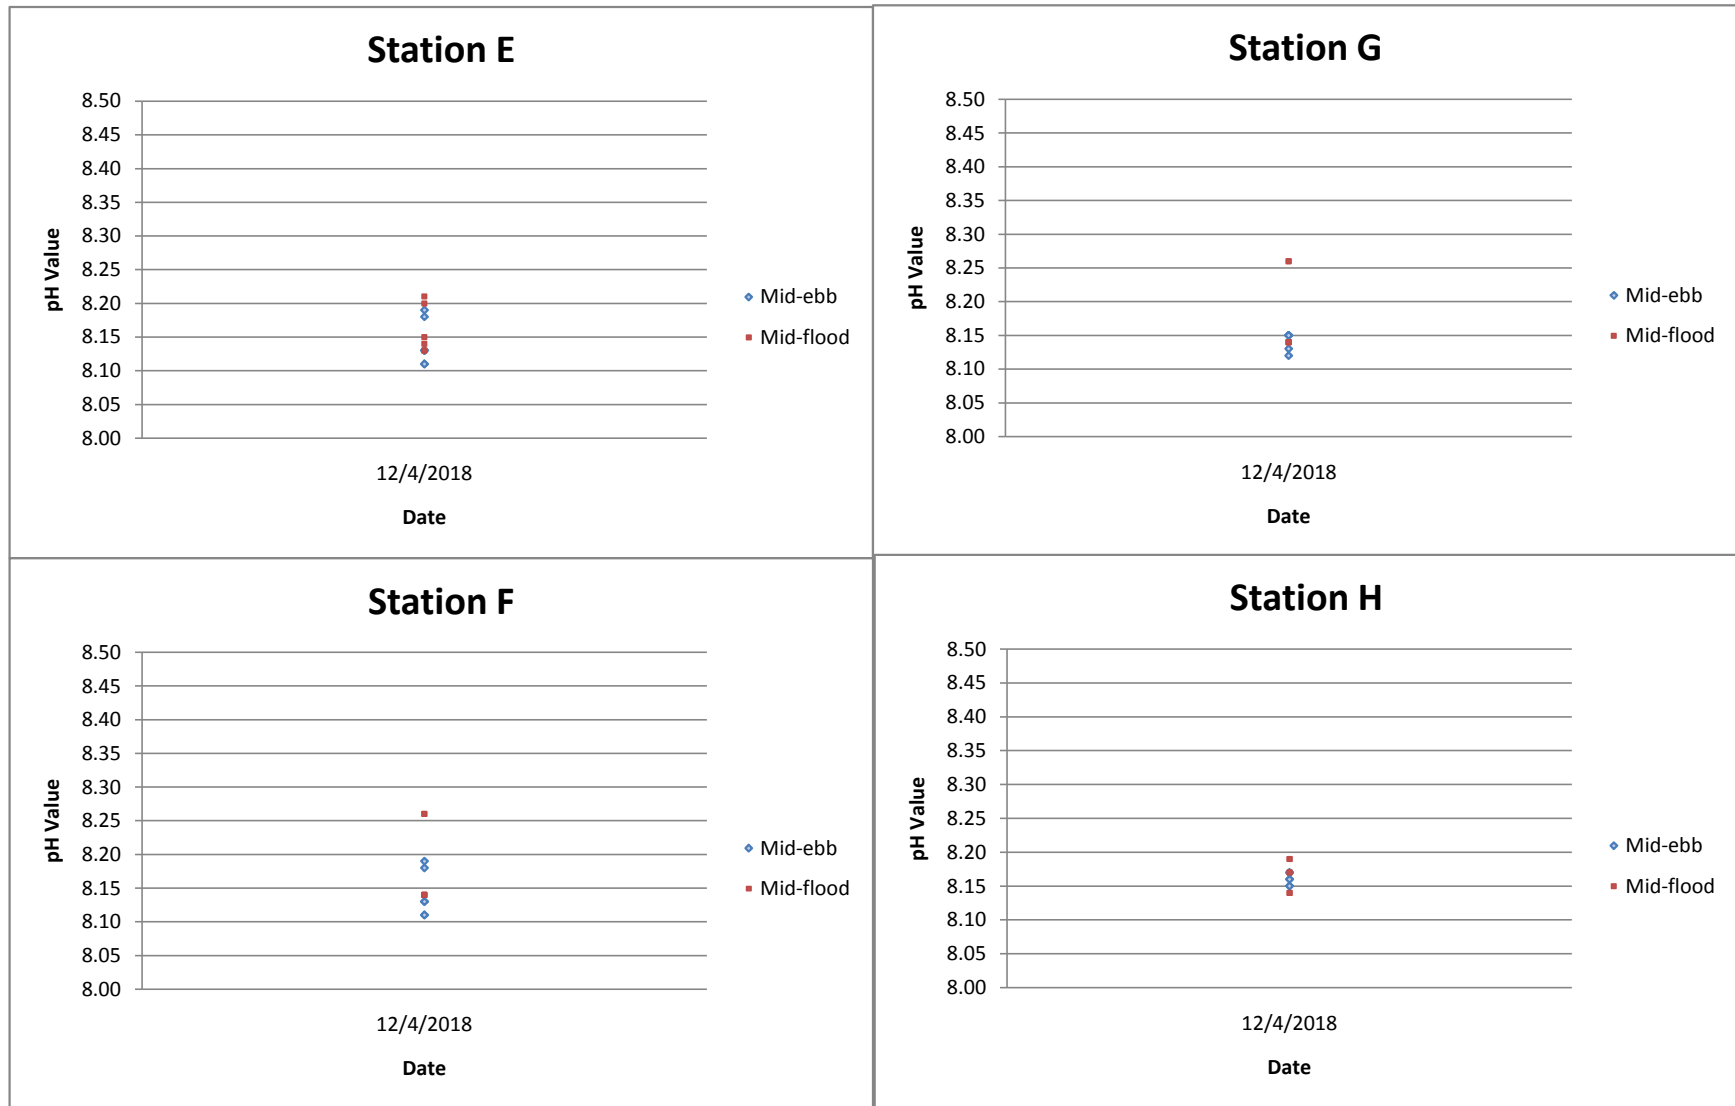 Station E
8.50
8.45
8.40
8.35
8.30
8.25
8.20
8.15
8.10
8.05
8.00
pH Value
12/4/2018
Date
Mid-ebb
Mid-flood
Station G
8.50
8.45
8.40
8.35
8.30
8.25
8.20
8.15
8.10
8.05
8.00
pH Value
12/4/2018
Date
Mid-ebb
Mid-flood
Station F
8.50
8.45
8.40
8.35
8.30
8.25
8.20
8.15
8.10
8.05
8.00
pH Value
12/4/2018
Date
Mid-ebb
Mid-flood
Station H
8.50
8.45
8.40
8.35
8.30
8.25
8.20
8.15
8.10
8.05
8.00
pH Value
12/4/2018
Date
Mid-ebb
Mid-flood